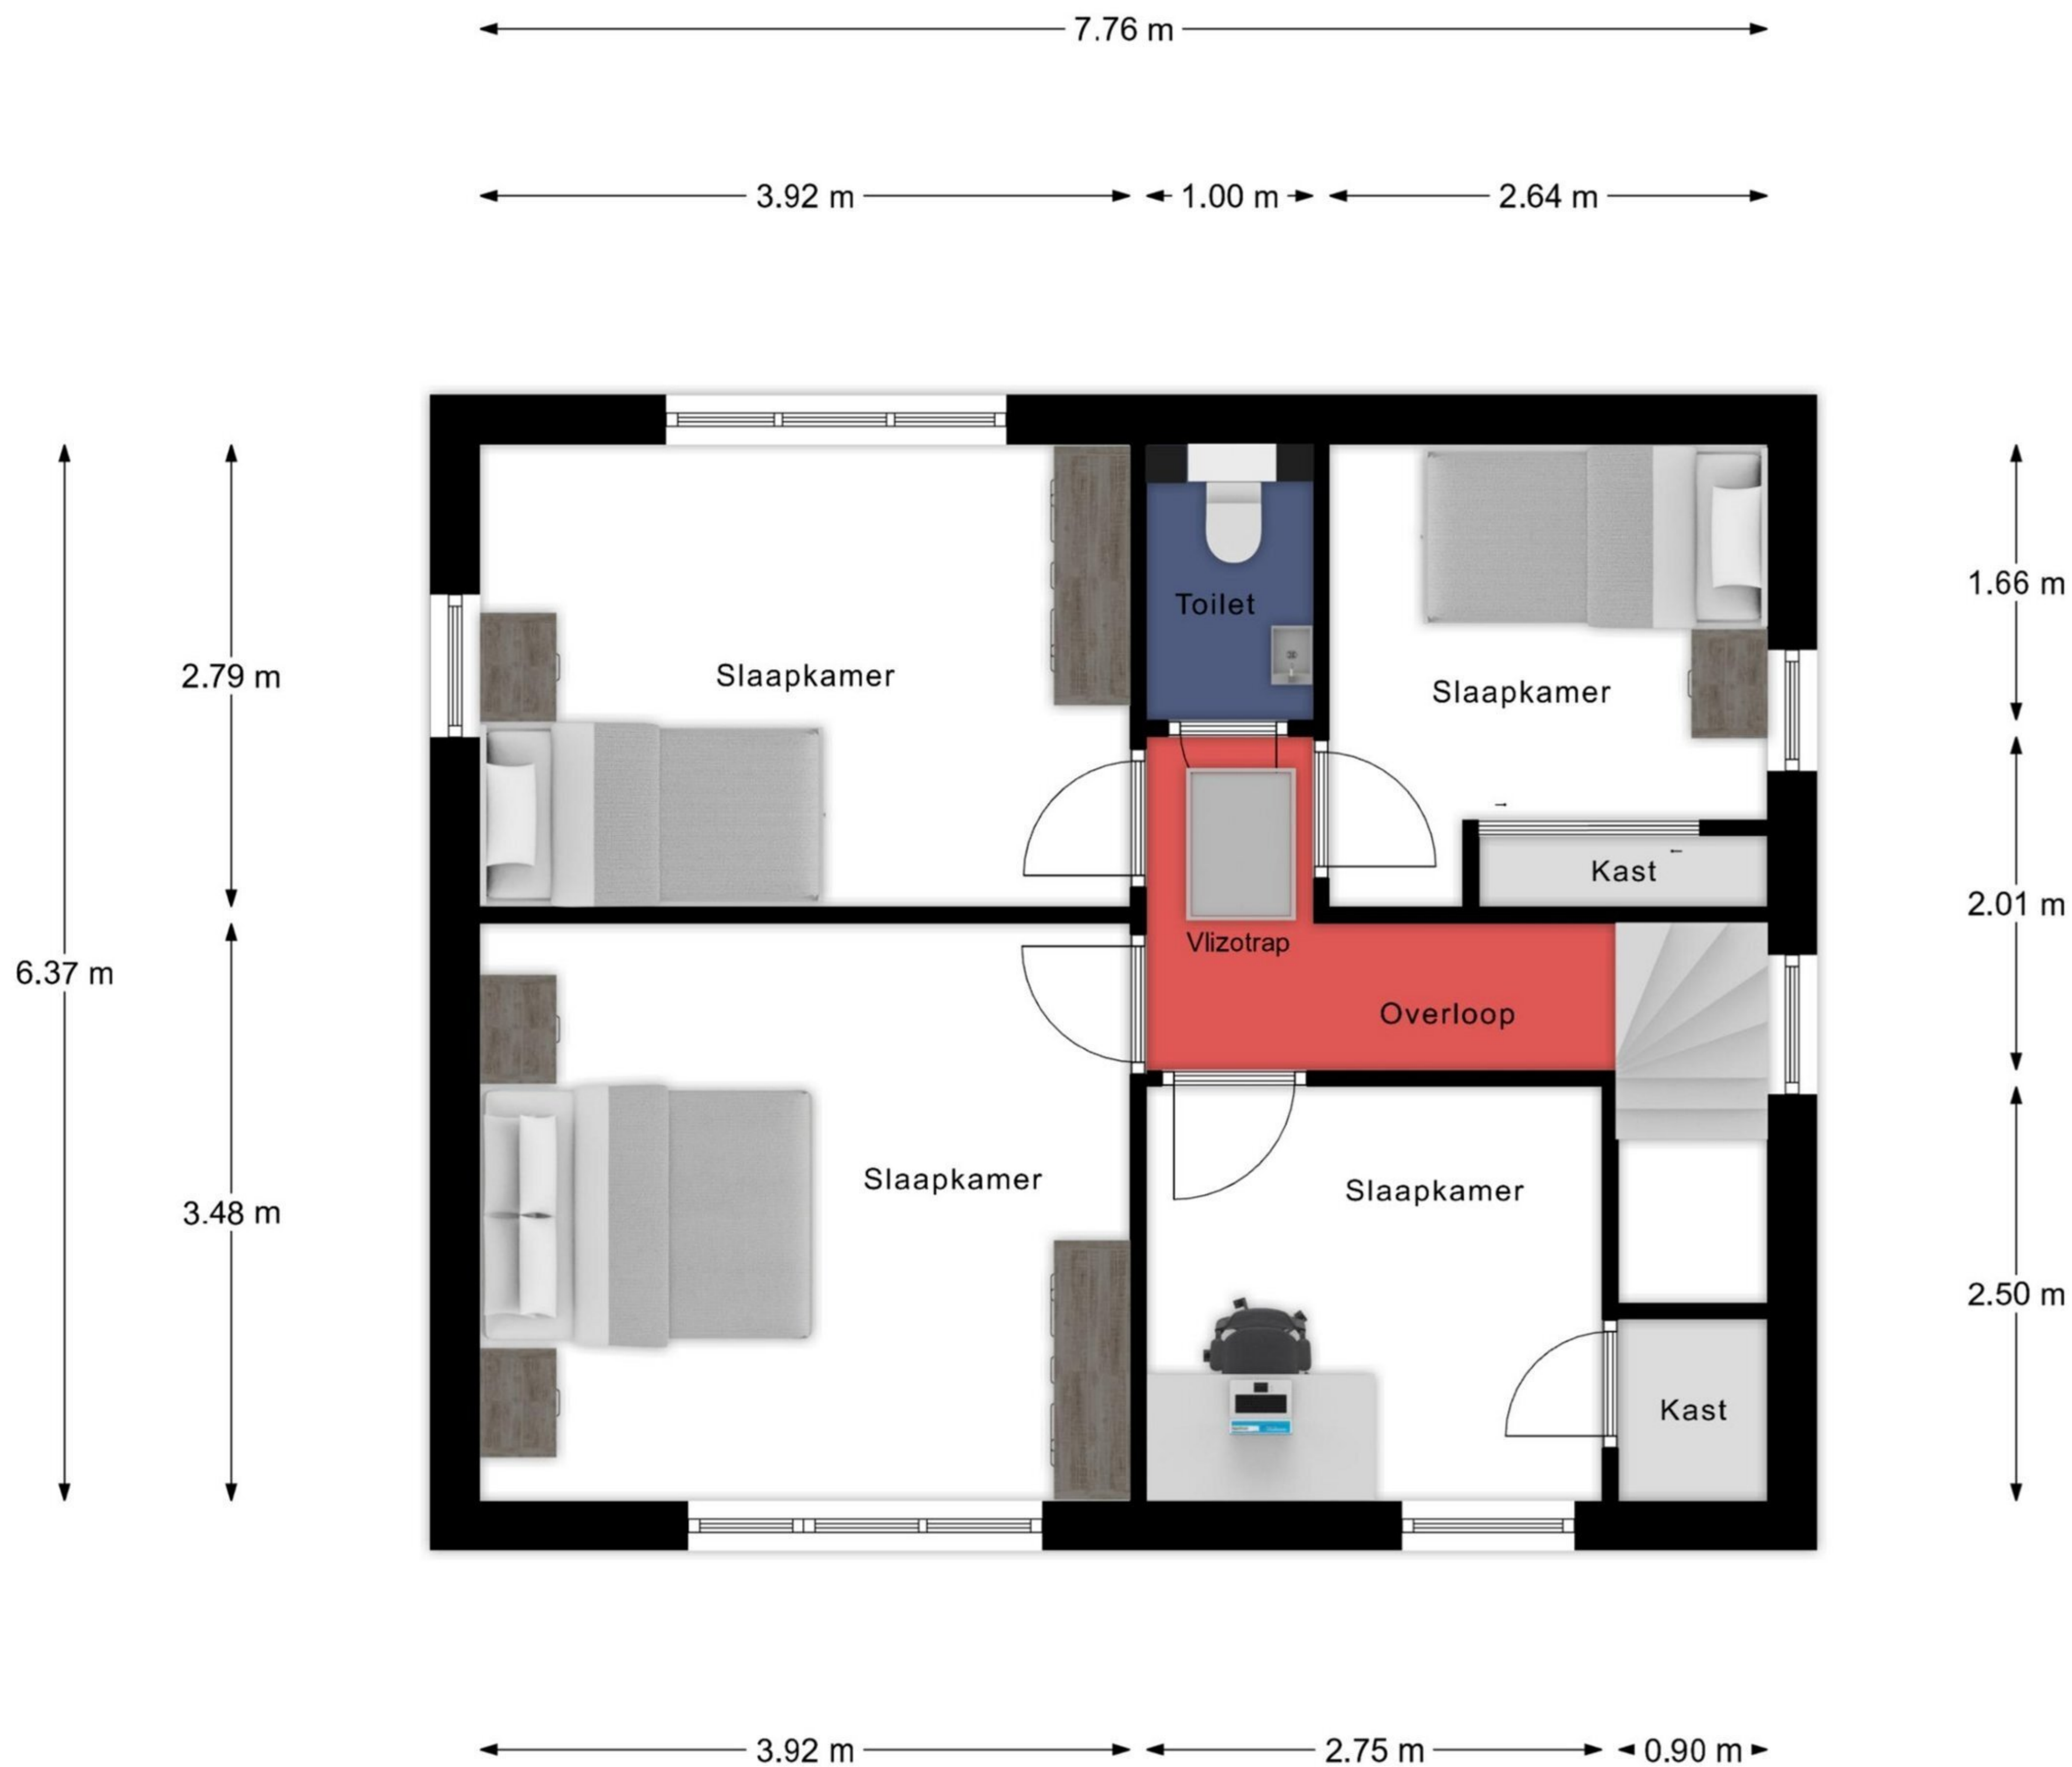 7.76 m
3.92 m
1.00 m
2.64 m
1.66 m
Toilet
2.79 m
Slaapkamer
Slaapkamer
Kast
2.01 m
Vlizotrap
6.37 m
Overloop
Slaapkamer
Slaapkamer
3.48 m
2.50 m
Kast
3.92 m
2.75 m
0.90 m